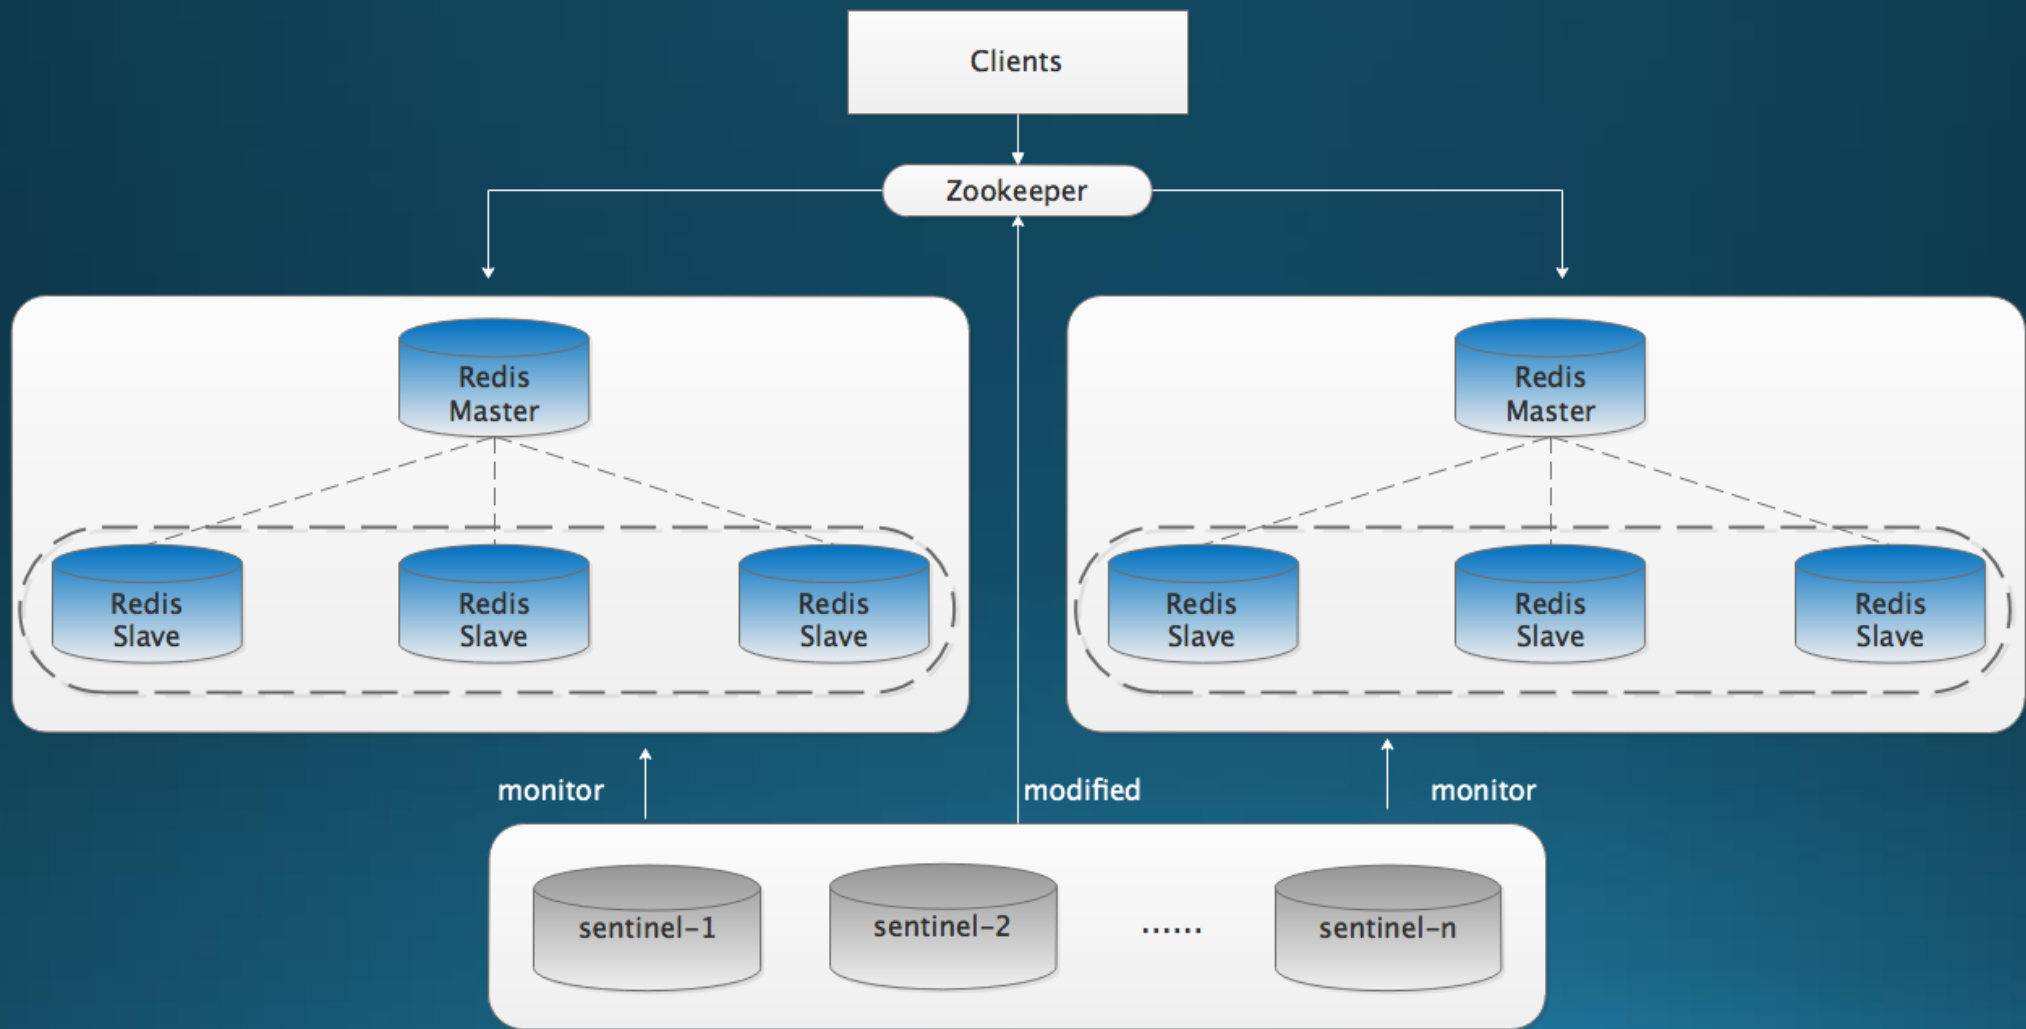 Clients
Zookeeper
Redis
Master
Redis
Master
Redis
Slave
Redis
Slave
Redis
Slave
Redis
Slave
Redis
Slave
Redis
Slave
monitor
modified
monitor
sentinel-1
sentinel-2
......
sentinel-n